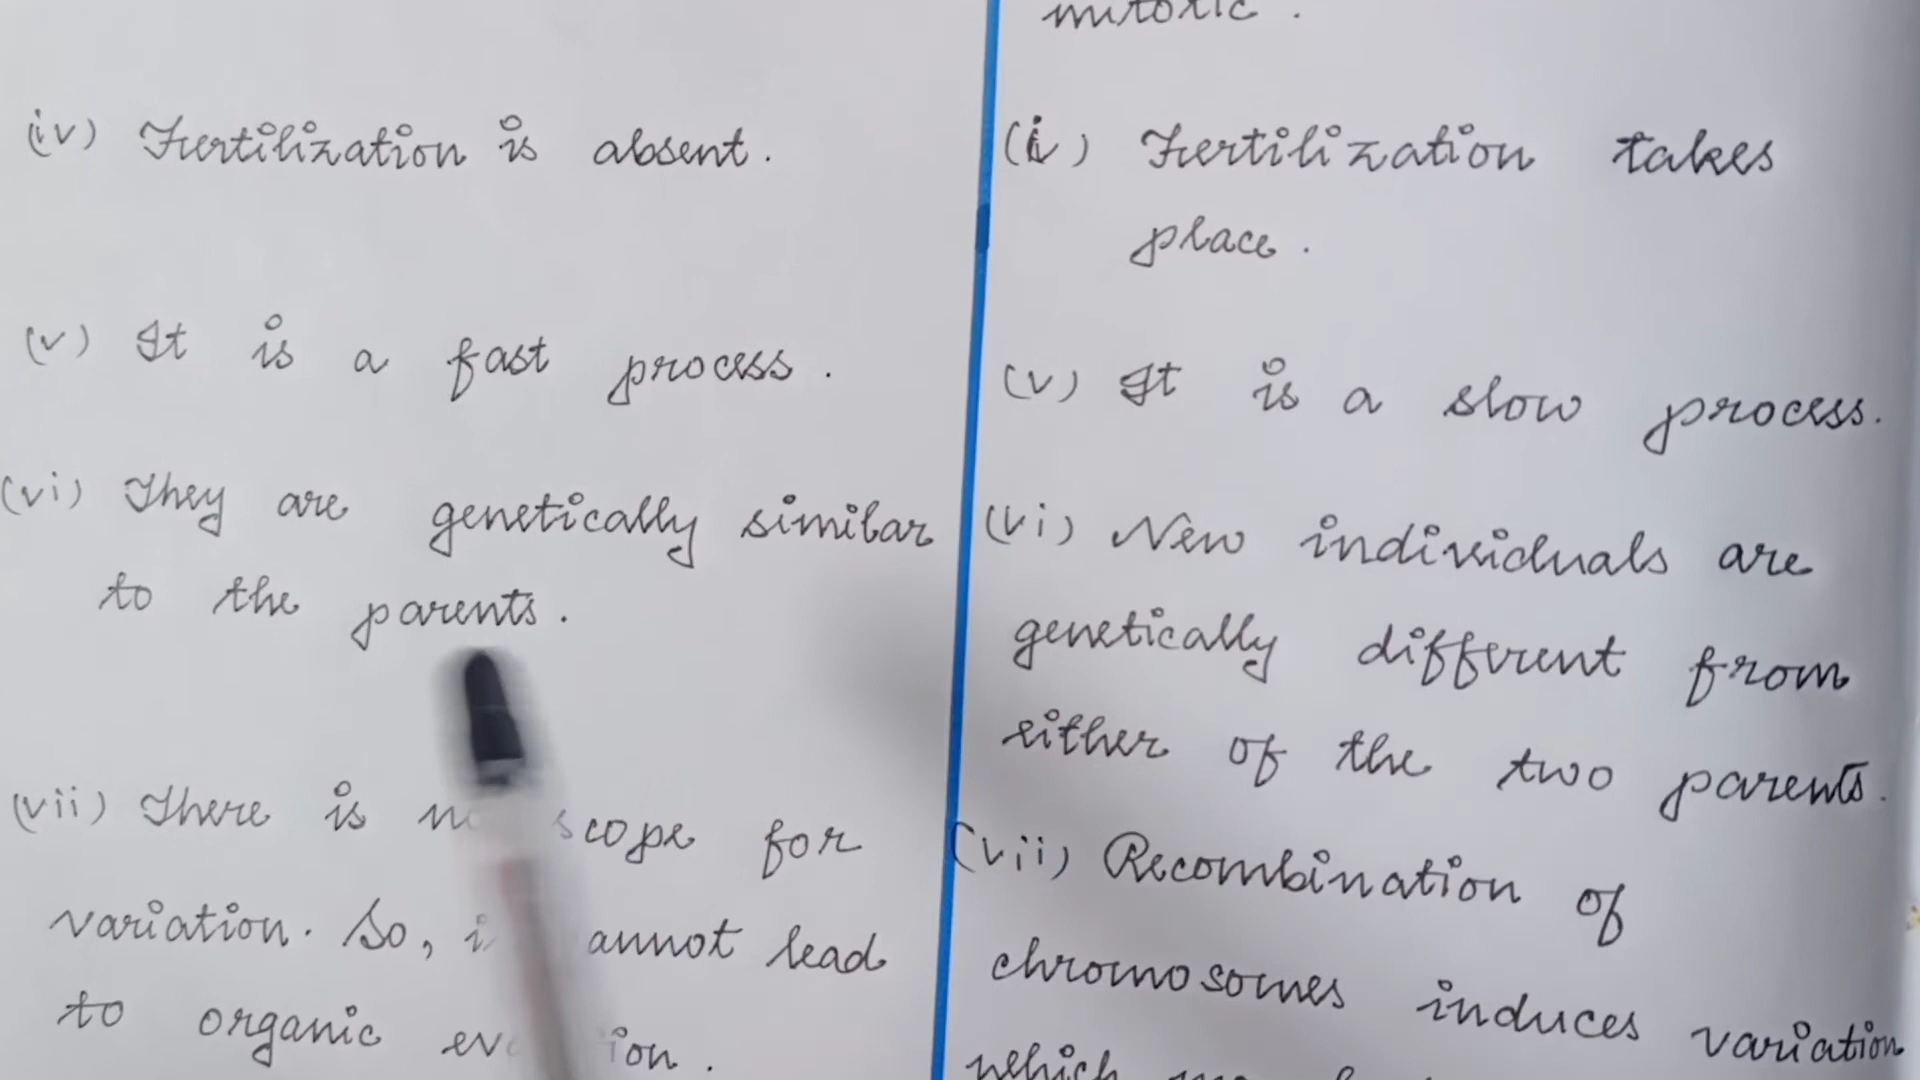 (iv) Fertilization is absent.
(v) It is a fast process.
(vi) They are genetically similar
to the parents.
(vii) There is scope for
variation. So, lead
to organic
mitotic.
(iv) Fertilization takes
place.
(v) It is a slow process.
(vi) New individuals are
genetically different from
either of the two parents.
(vii) Recombination of
chromosomes induces variation
which